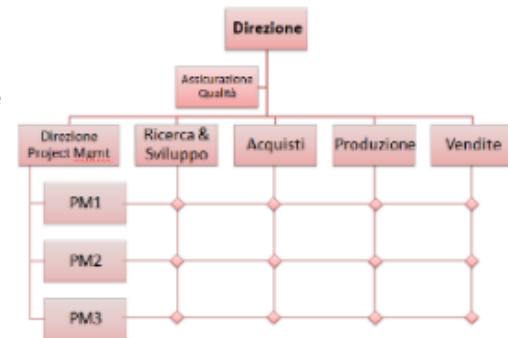 Direzione
Assicurazione
Qualità
Direzione
Project Mgmt
Ricerca &
Sviluppo
Acquisti
Produzione
Vendite
PM1
PM2
PM3